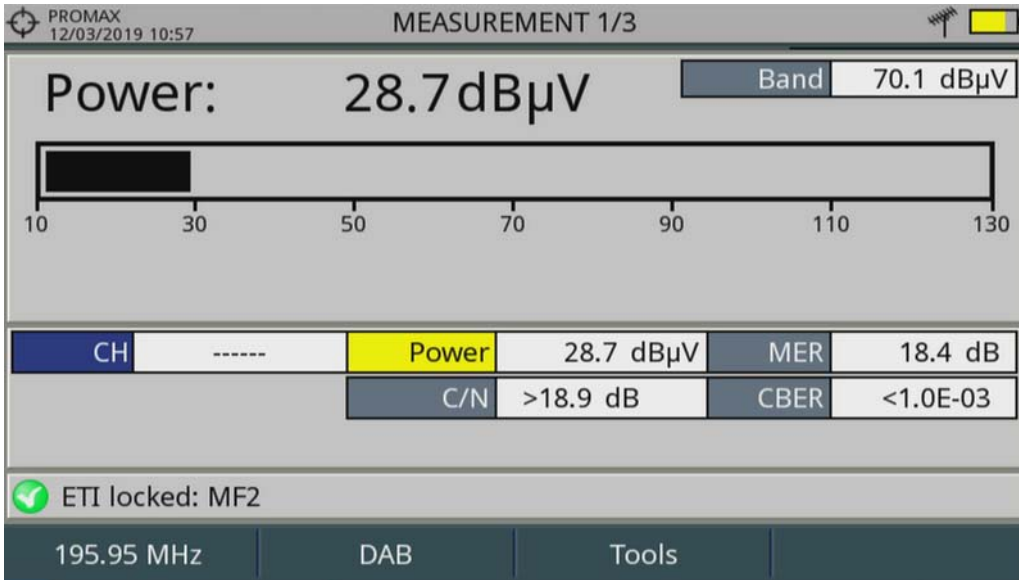 PROMAX
12/03/2019 10:57
MEASUREMENT 1/3
Power: 28.7 dBµV
Band 70.1 dBµV
10 30 50 70 90 110 130
CH ------ Power 28.7 dBµV MER 18.4 dB
C/N >18.9 dB CBER <1.0E-03
ETI locked: MF2
195.95 MHz DAB Tools